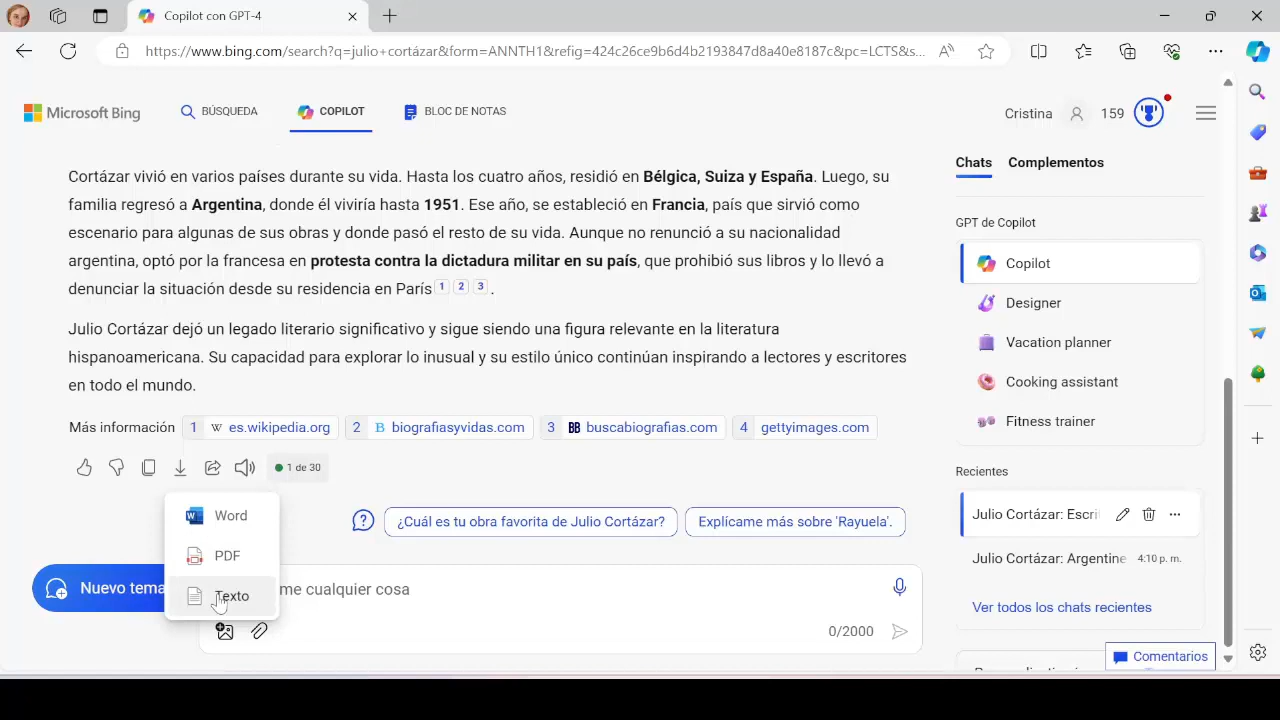 Copilot con GPT-4
https://www.bing.com/search?q=julio+cortázar&form=ANNTH1&refig=424c26ce9b6d4b2193847d8a40e8187c&pc=LCTS&s...
Microsoft Bing
BÚSQUEDA
COPILOT
BLOC DE NOTAS
Cristina
159
Cortázar vivió en varios países durante su vida. Hasta los cuatro años, residió en Bélgica, Suiza y España. Luego, su
familia regresó a Argentina, donde él viviría hasta 1951. Ese año, se estableció en Francia, país que sirvió como
escenario para algunas de sus obras y donde pasó el resto de su vida. Aunque no renunció a su nacionalidad
argentina, optó por la francesa en protesta contra la dictadura militar en su país, que prohibió sus libros y lo llevó a
denunciar la situación desde su residencia en París 1 2 3 .
Julio Cortázar dejó un legado literario significativo y sigue siendo una figura relevante en la literatura
hispanoamericana. Su capacidad para explorar lo inusual y su estilo único continúan inspirando a lectores y escritores
en todo el mundo.
Más información
1 W es.wikipedia.org
2 B biografiasyvidas.com
3 BB buscabiografias.com
4 gettyimages.com
1 de 30
Word
PDF
Texto
¿Cuál es tu obra favorita de Julio Cortázar?
Explícame más sobre 'Rayuela'.
Nuevo tema
me cualquier cosa
0/2000
Chats
Complementos
GPT de Copilot
Copilot
Designer
Vacation planner
Cooking assistant
Fitness trainer
Recientes
Julio Cortázar: Escri
Julio Cortázar: Argentine
4:10 p. m.
Ver todos los chats recientes
Comentarios